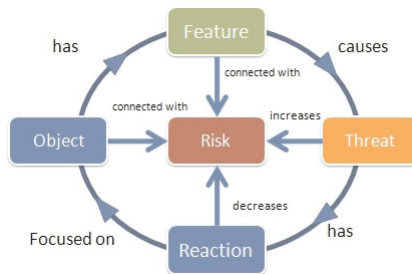 Feature
has
causes
connected with
connected with
increases
Object
Risk
Threat
decreases
Focused on
has
Reaction